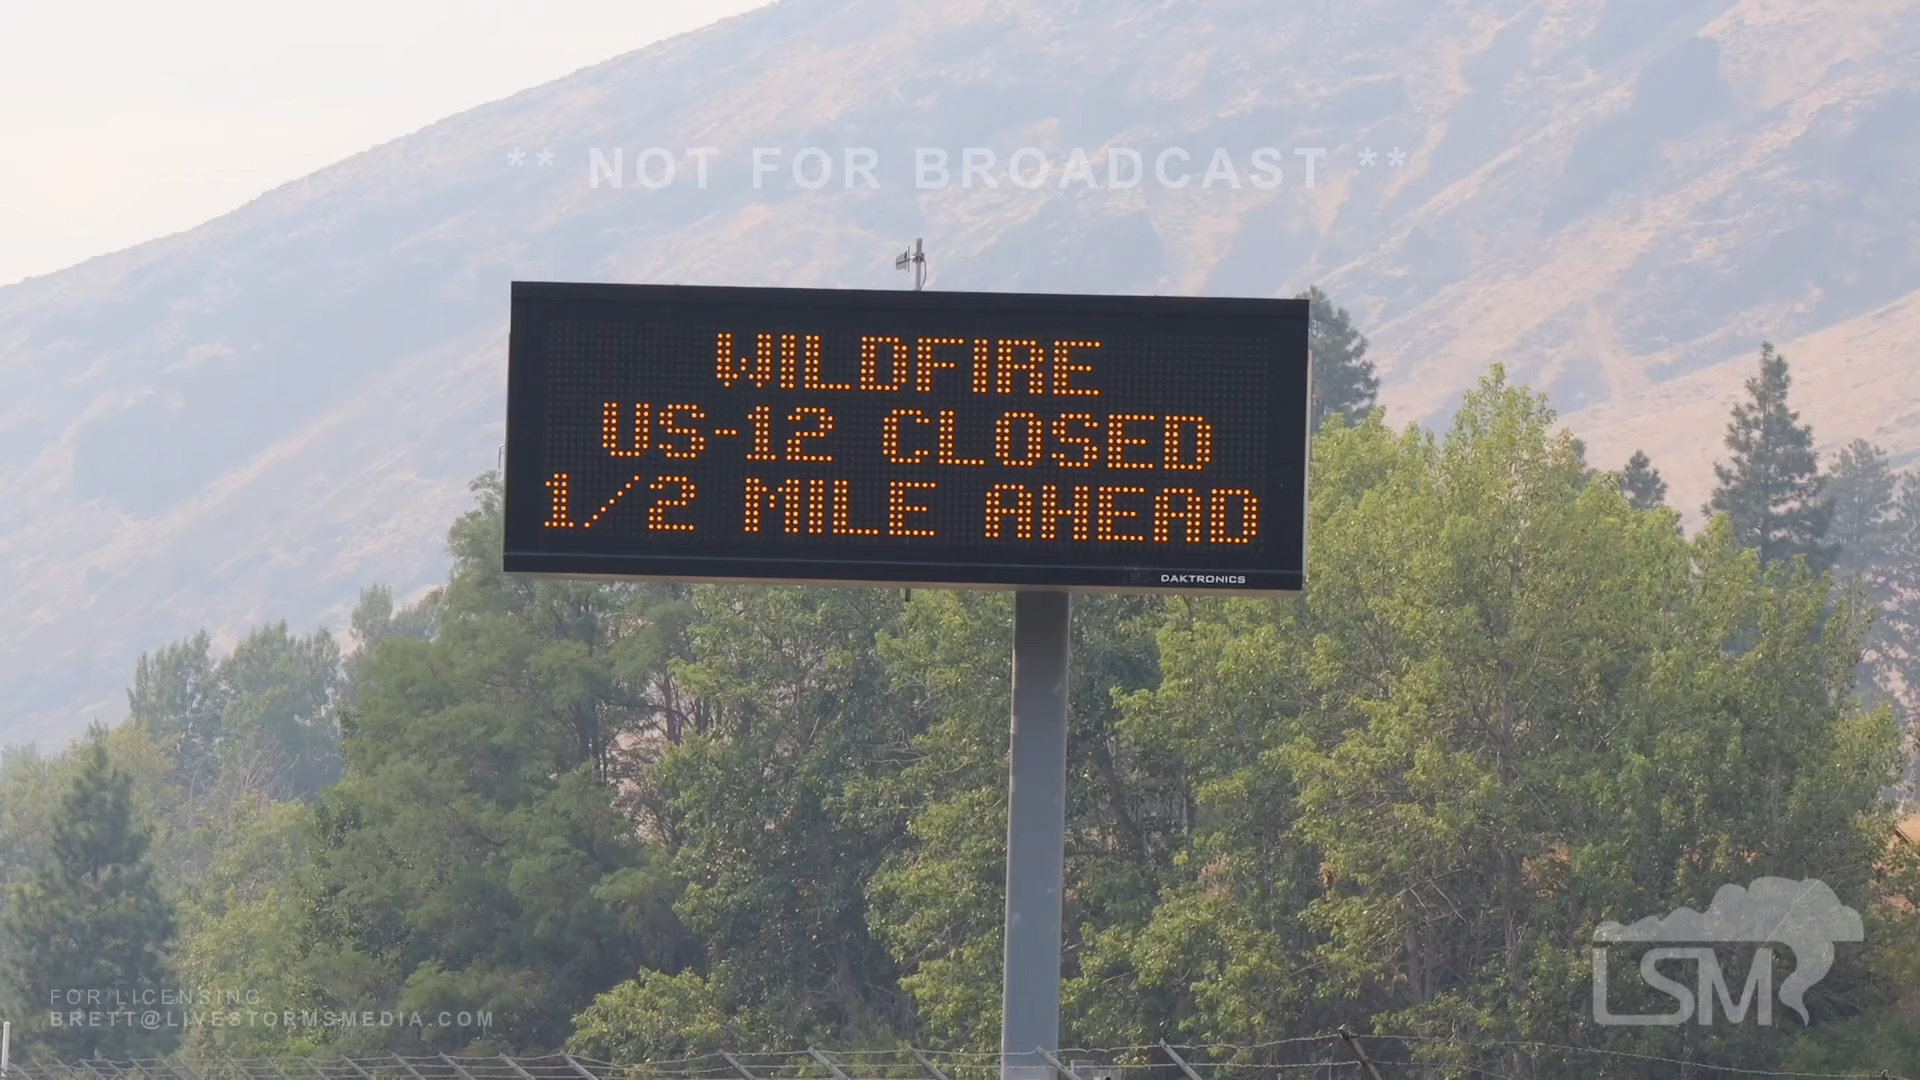 ** NOT FOR BROADCAST **
WILDFIRE
US-12 CLOSED
1/2 MILE AHEAD
DAKTRONICS
FOR LICENSING
BRETT@LIVESTORMSMEDIA.COM
LSM